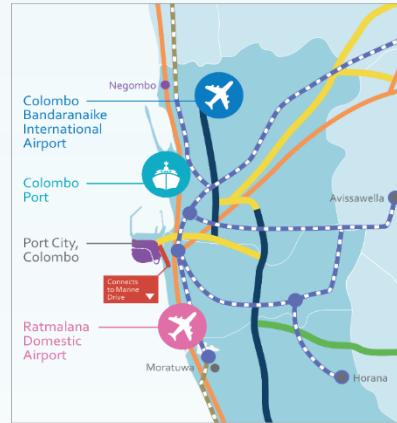 Negombo
Colombo
Bandaranaike
International
Airport
Colombo
Port
Avissawella
Port City,
Colombo
Connects
to Marine
Drive
Ratmalana
Domestic
Airport
Moratuwa
Horana